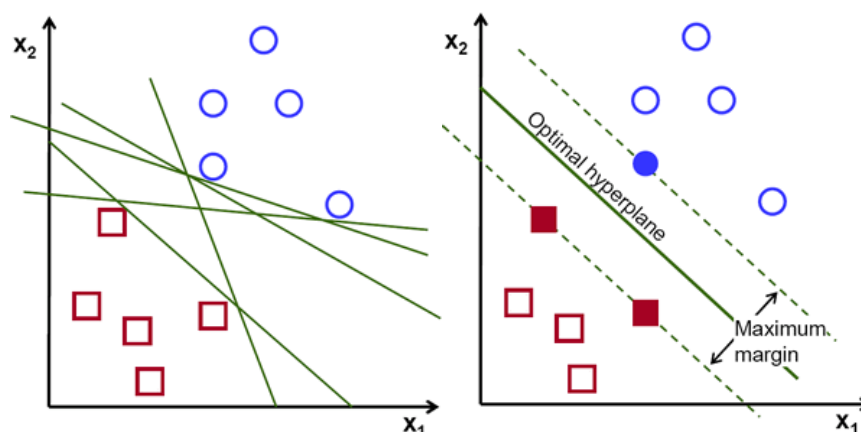 x₂
x₁
x₂
Optimal hyperplane
Maximum
margin
x₁